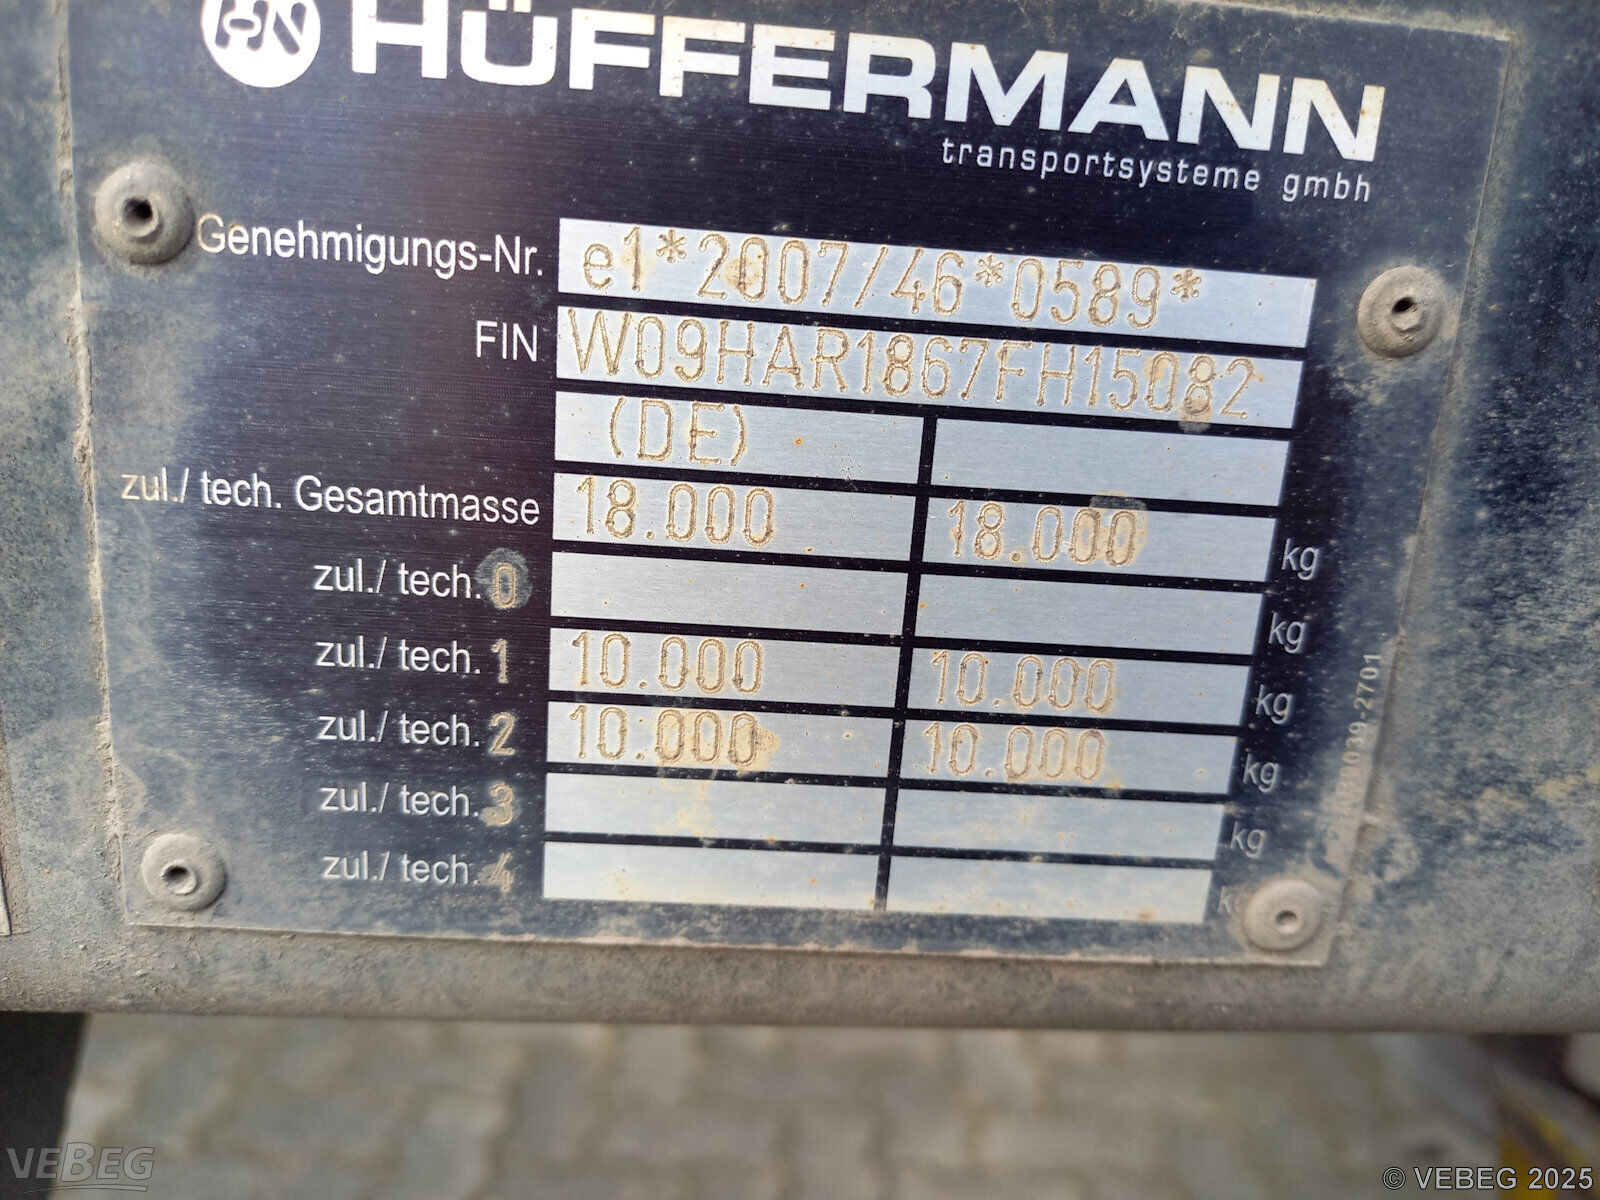 HN HÜFFERMANN
transportsysteme gmbh
Genehmigungs-Nr. e1*2007/46*0589*
FIN W09HAR1867FH15082
(DE)
zul./ tech. Gesamtmasse 18.000 18.000 kg
zul./ tech. 0 kg
zul./ tech. 1 10.000 10.000 kg
zul./ tech. 2 10.000 10.000 kg
zul./ tech. 3 kg
zul./ tech. 4
VEBEG
© VEBEG 2025